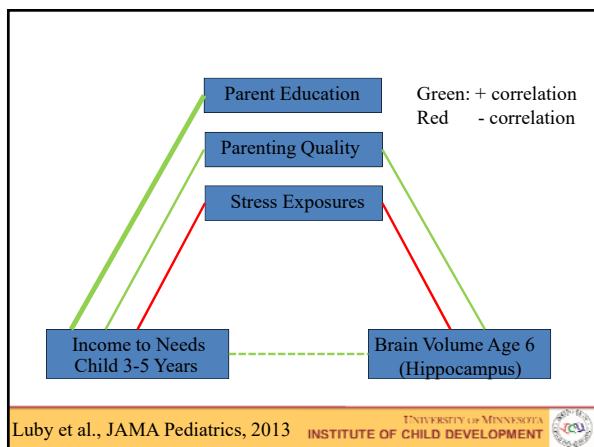 Parent Education
Green: + correlation
Red - correlation
Parenting Quality
Stress Exposures
Income to Needs
Child 3-5 Years
Brain Volume Age 6
(Hippocampus)
Luby et al., JAMA Pediatrics, 2013
UNIVERSITY OF MINNESOTA
INSTITUTE OF CHILD DEVELOPMENT